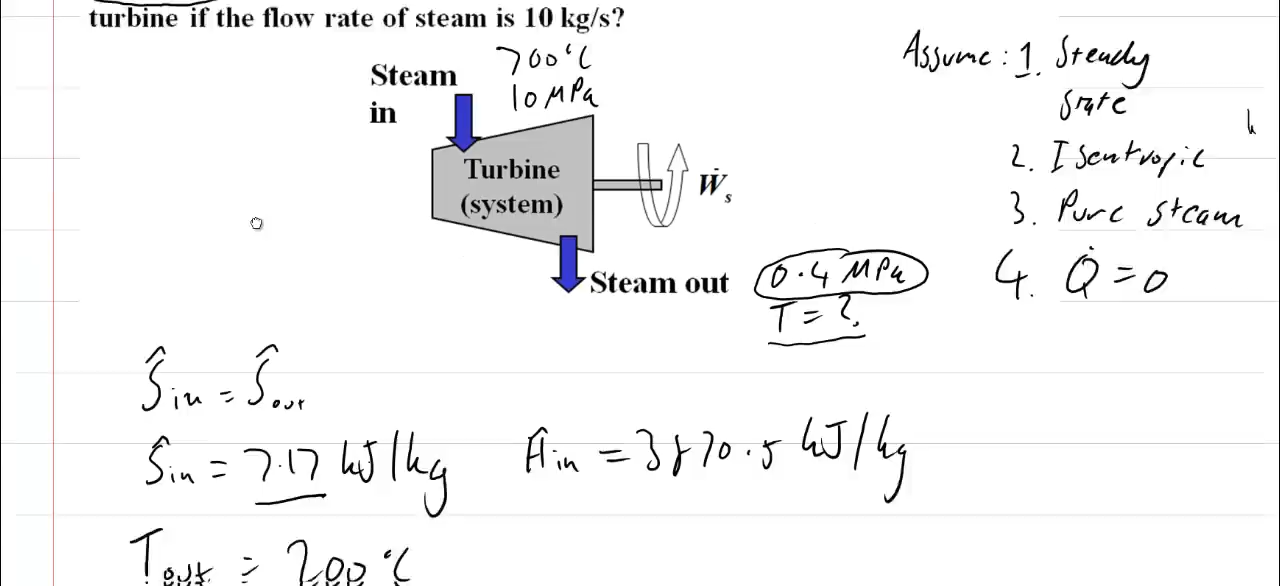 turbine if the flow rate of steam is 10 kg/s?
Steam in
700°C
10 MPa
Turbine
(system)
Ẇs
Steam out
0.4 MPa
T = ?
Assume: 1. Steady
State
2. Isentropic
3. Pure steam
4. Q̇ = 0
h
Ŝin = Ŝout
Ŝin = 7.17 kJ/kg
Ĥin = 3870.5 kJ/kg
Tout = 200°C